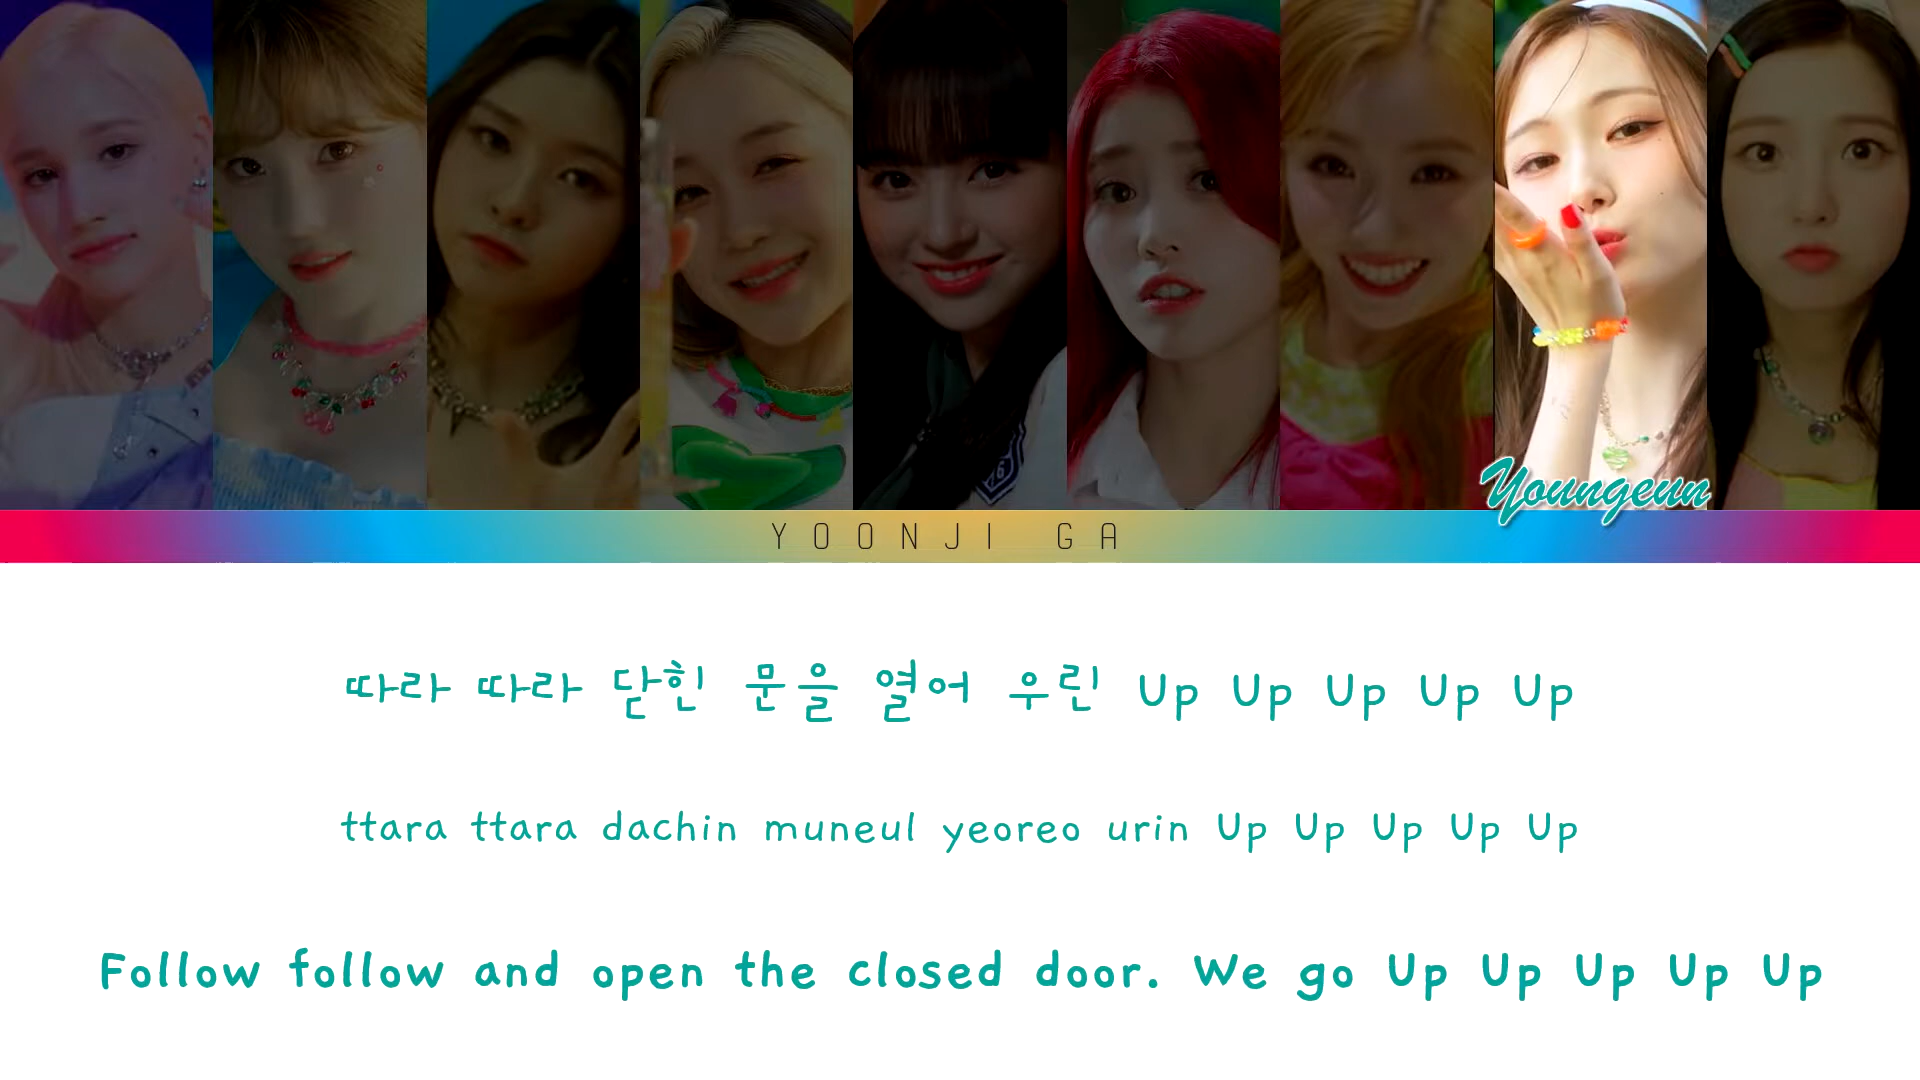 Youngeun
YOONJI GA
따라 따라 닫힌 문을 열어 우린 Up Up Up Up Up
ttara ttara dachin muneul yeoreo urin Up Up Up Up Up
Follow follow and open the closed door. We go Up Up Up Up Up